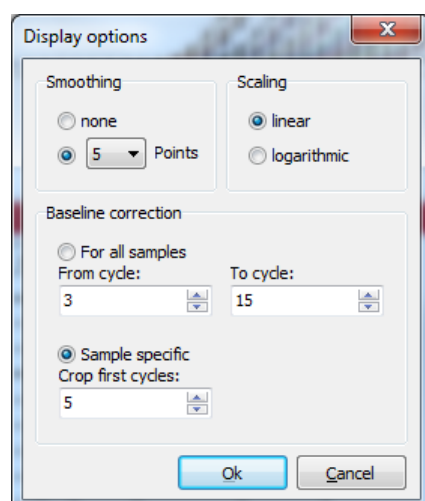 Display options
Smoothing
none
5 Points
Scaling
linear
logarithmic
Baseline correction
For all samples
From cycle: To cycle:
3 15
Sample specific
Crop first cycles:
5
Ok Cancel